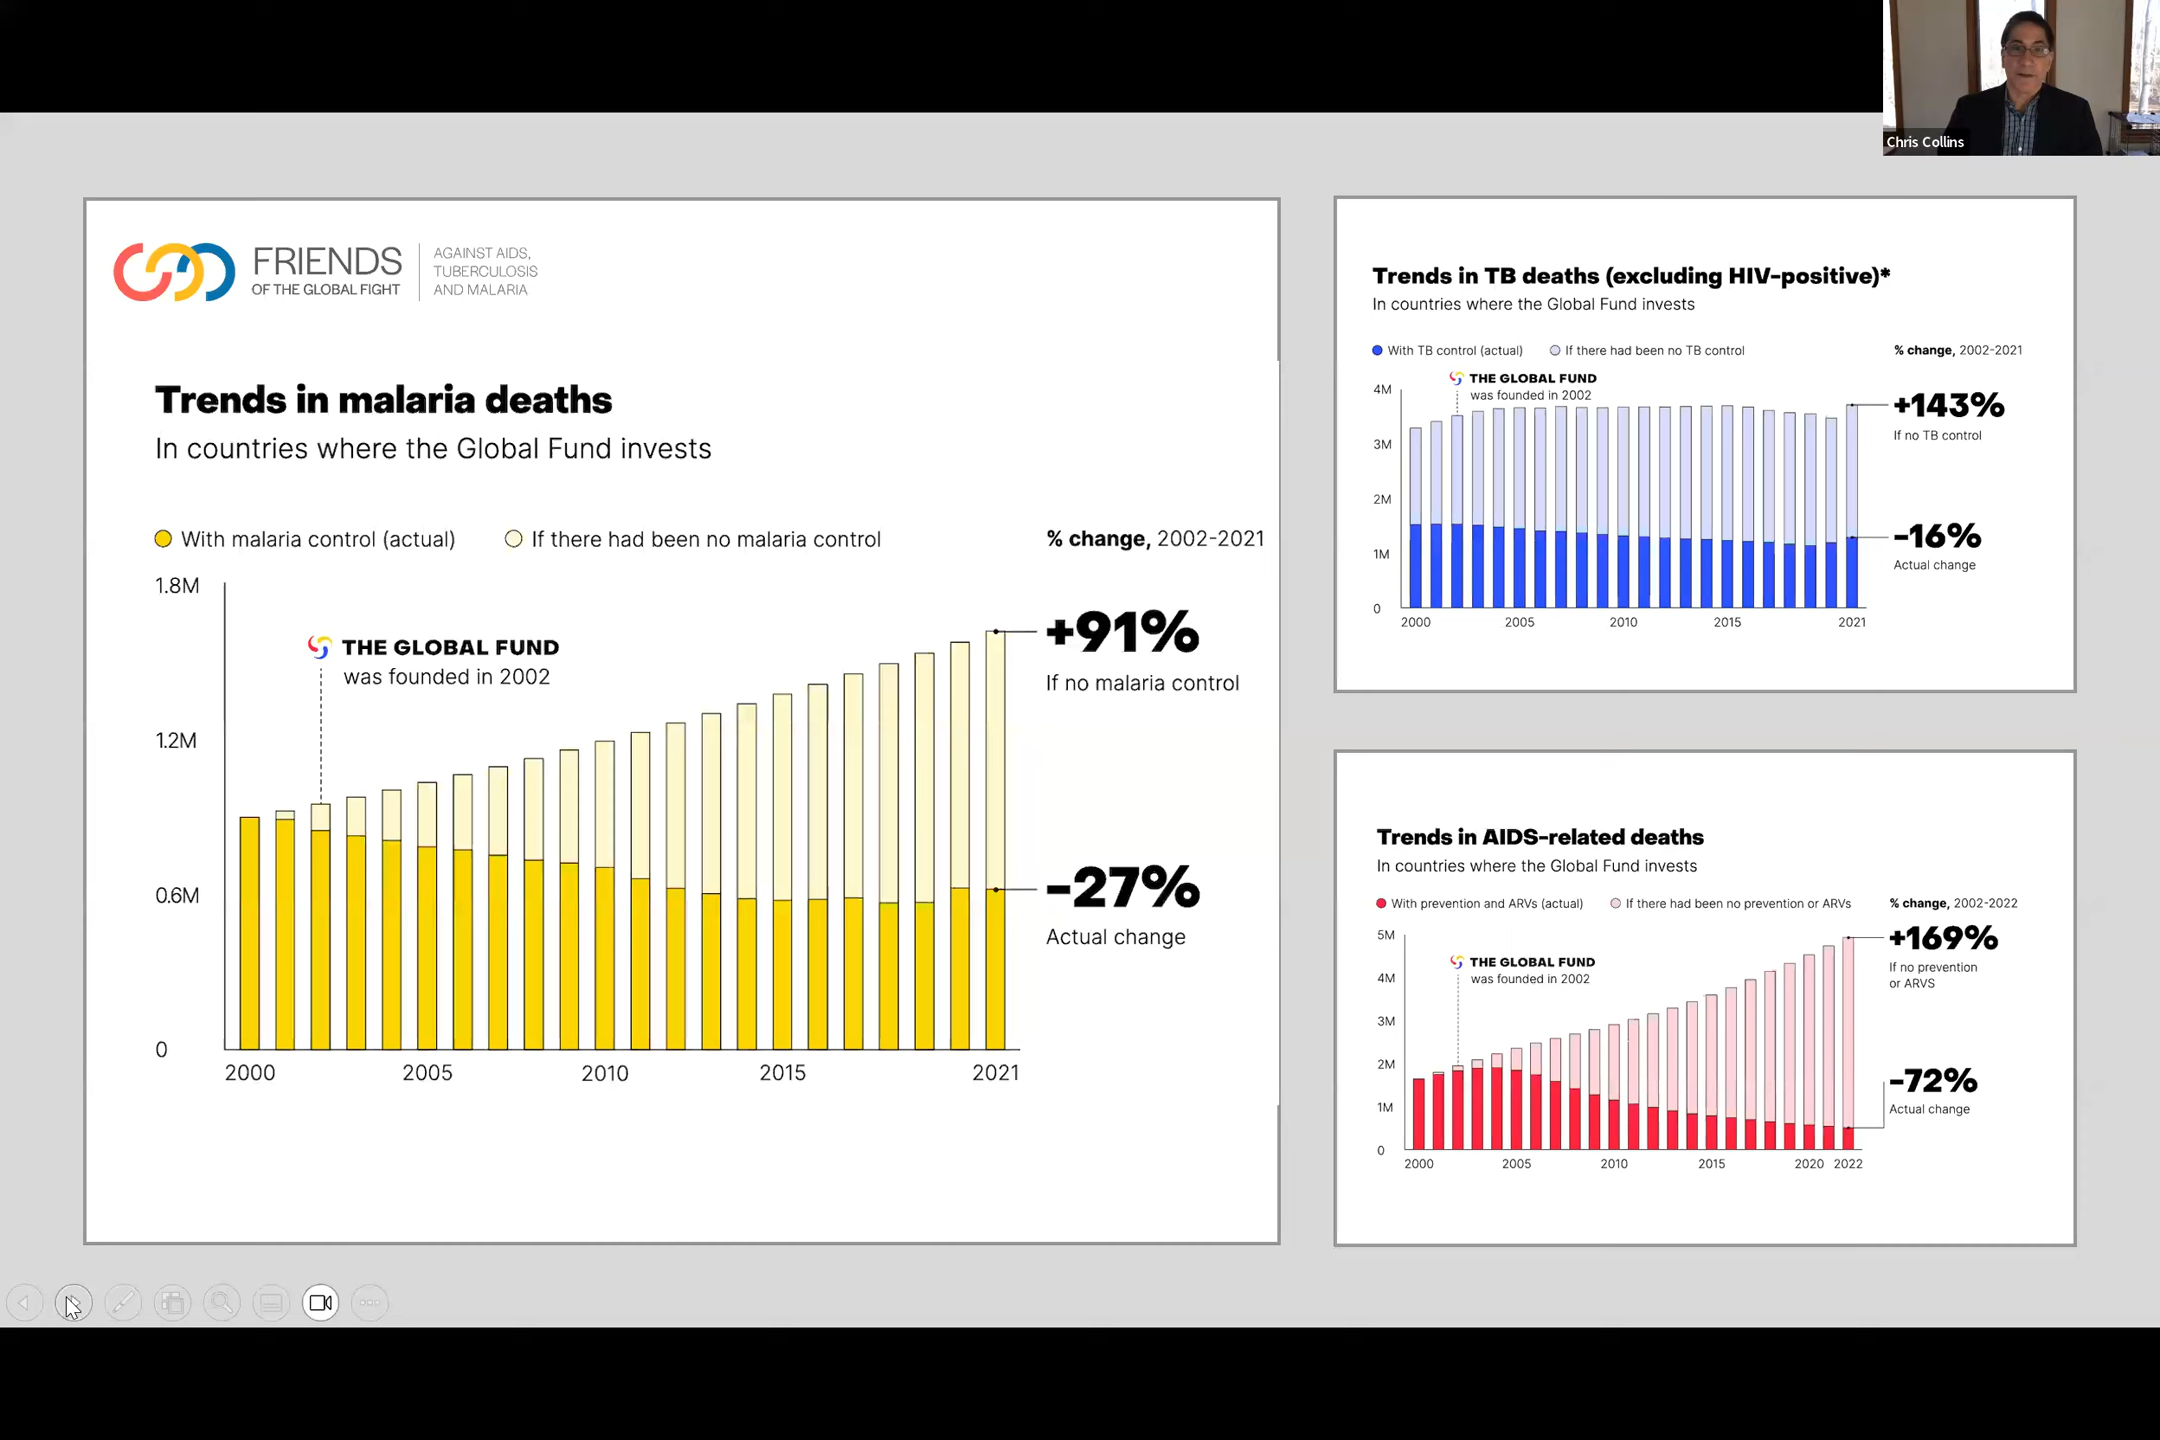 Chris Collins
FRIENDS
OF THE GLOBAL FIGHT
AGAINST AIDS,
TUBERCULOSIS
AND MALARIA
Trends in malaria deaths
In countries where the Global Fund invests
With malaria control (actual)
If there had been no malaria control
% change, 2002-2021
1.8M
1.2M
0.6M
0
THE GLOBAL FUND
was founded in 2002
+91%
If no malaria control
-27%
Actual change
2000
2005
2010
2015
2021
Trends in TB deaths (excluding HIV-positive)*
In countries where the Global Fund invests
With TB control (actual)
If there had been no TB control
% change, 2002-2021
4M
3M
2M
1M
0
THE GLOBAL FUND
was founded in 2002
+143%
If no TB control
-16%
Actual change
2000
2005
2010
2015
2021
Trends in AIDS-related deaths
In countries where the Global Fund invests
With prevention and ARVs (actual)
If there had been no prevention or ARVs
% change, 2002-2022
5M
4M
3M
2M
1M
0
THE GLOBAL FUND
was founded in 2002
+169%
If no prevention
or ARVS
-72%
Actual change
2000
2005
2010
2015
2020
2022